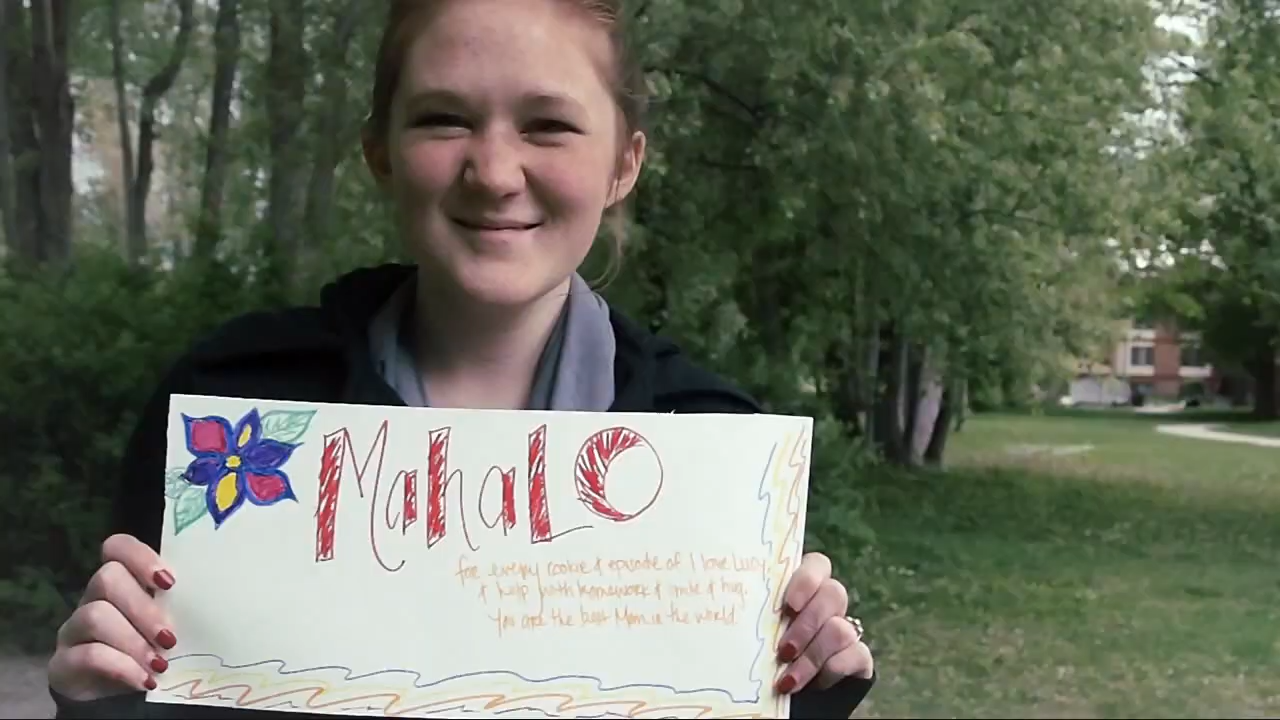 MahaLO
for every cookie & episode of I love Lucy
& help with homework & smile & hug.
You are the best Mom in the world